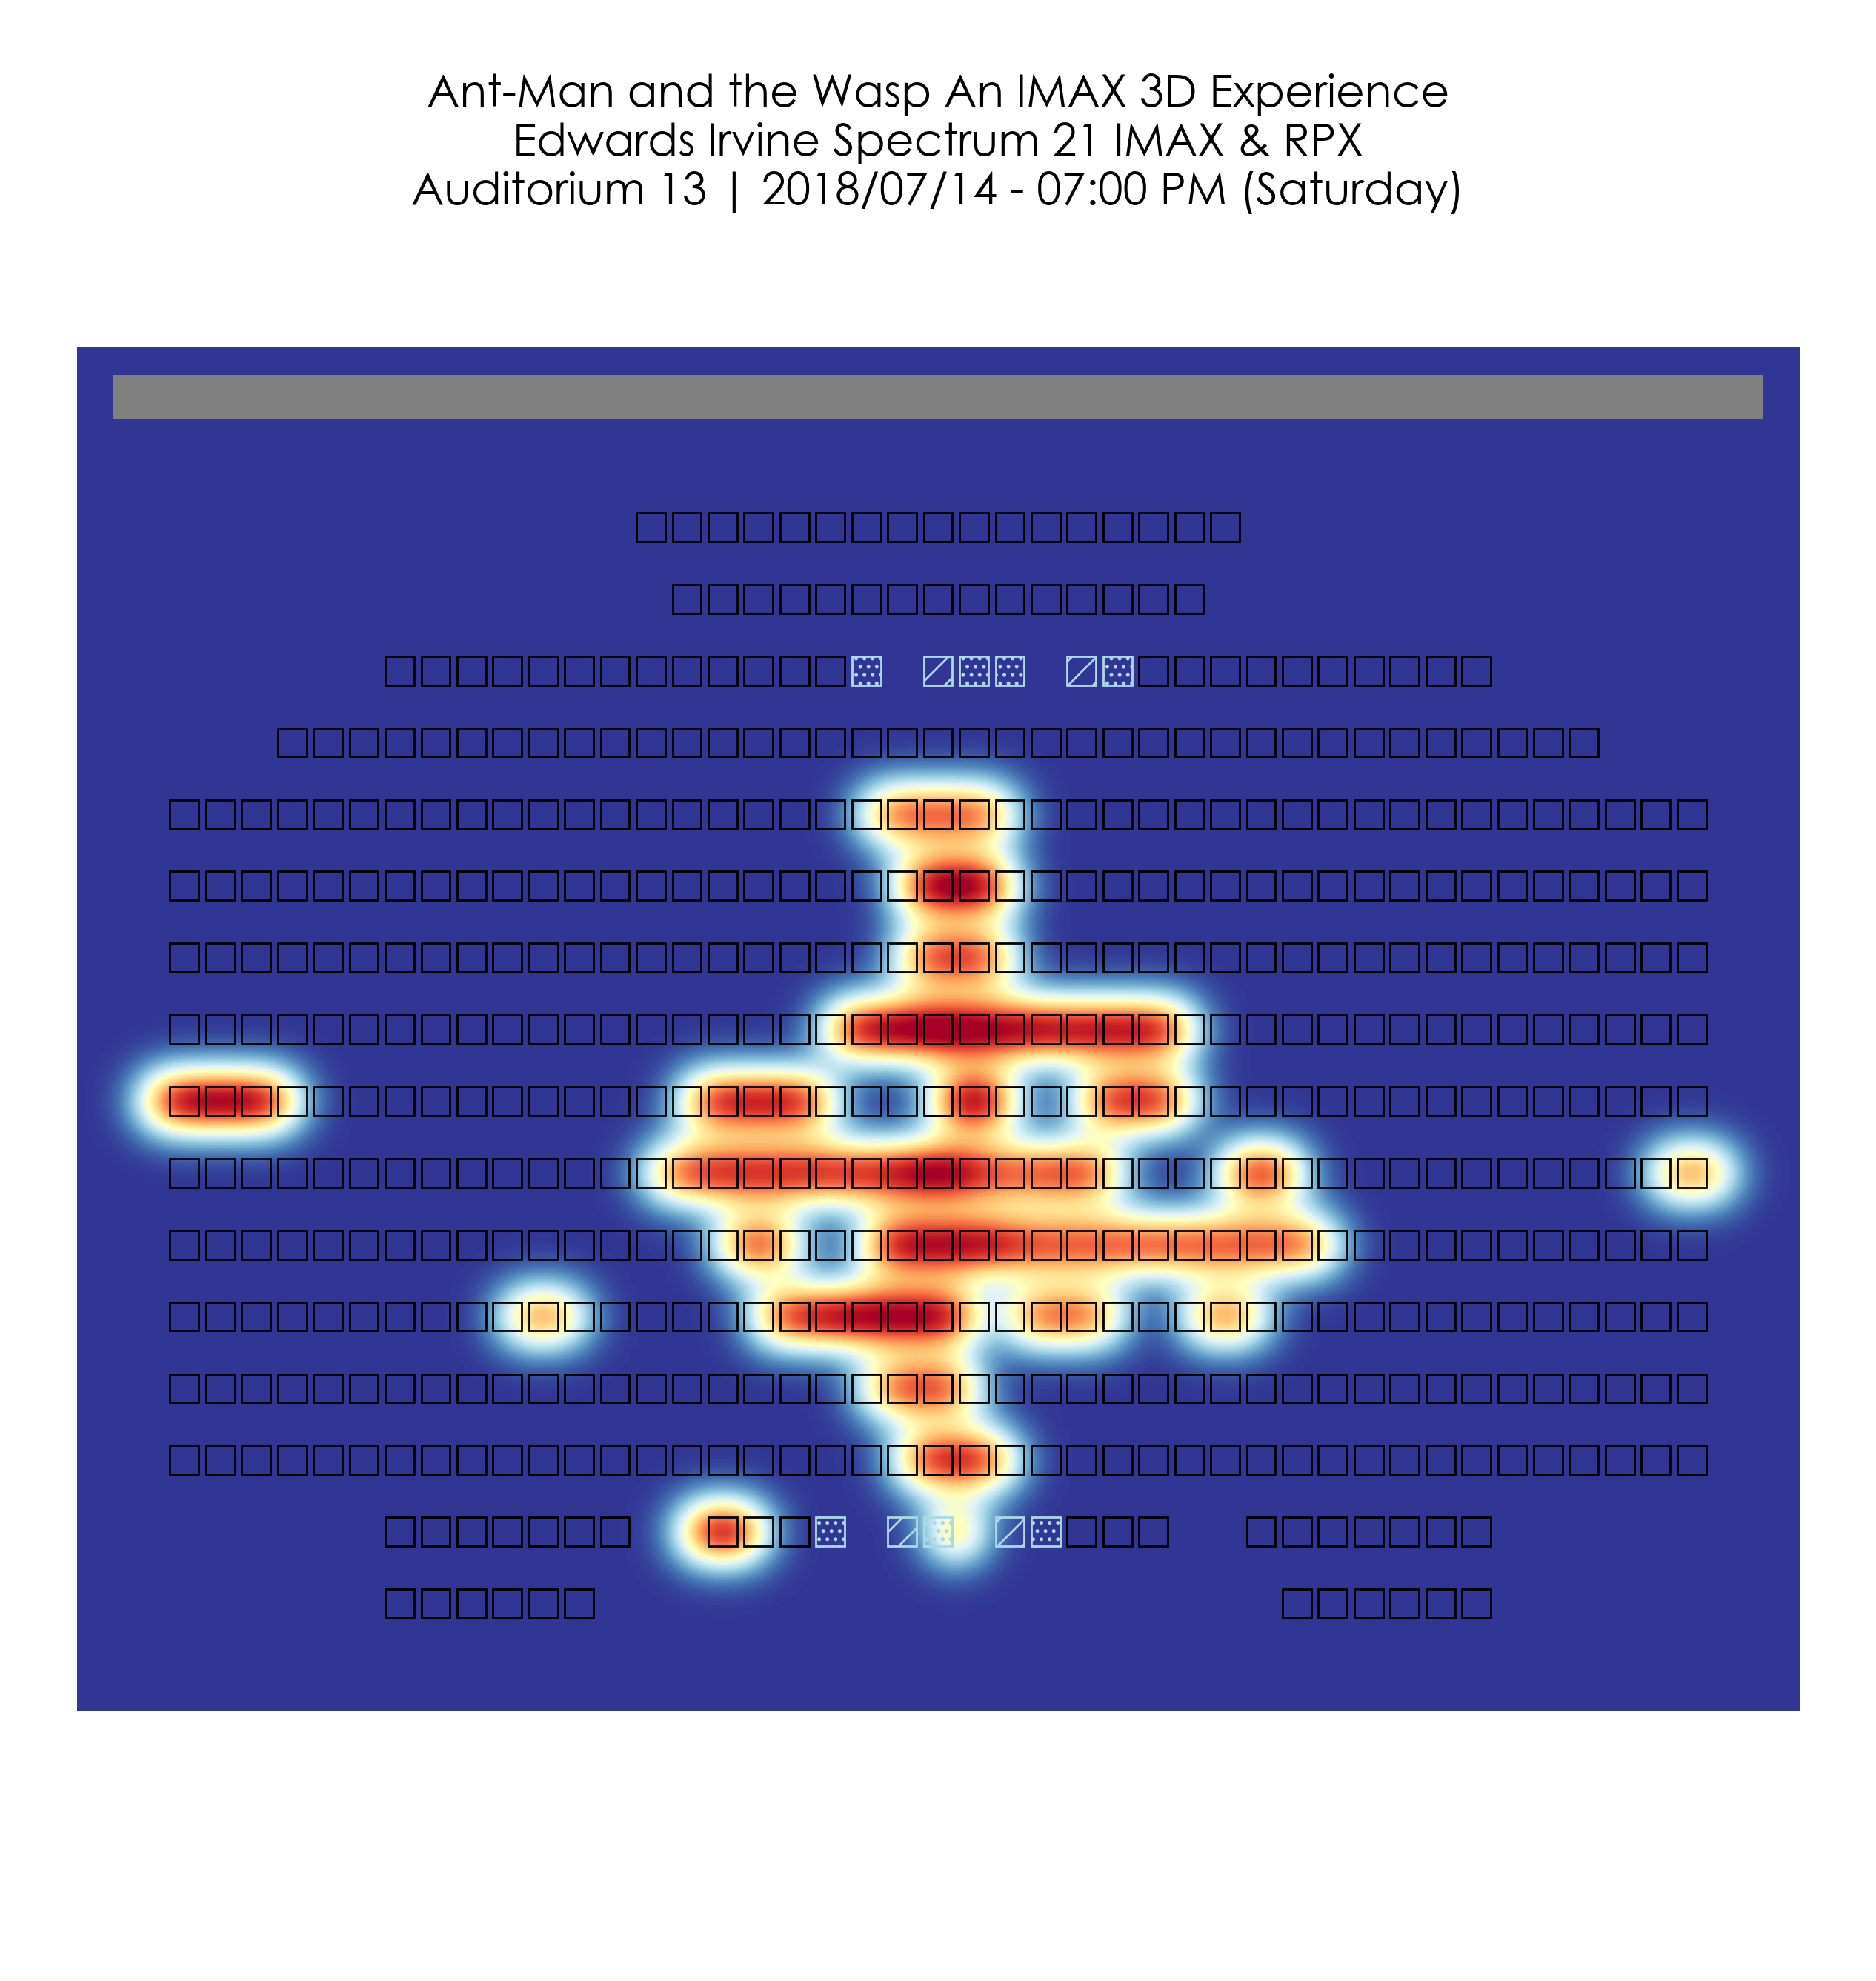 Ant-Man and the Wasp An IMAX 3D Experience
Edwards Irvine Spectrum 21 IMAX & RPX
Auditorium 13 | 2018/07/14 - 07:00 PM (Saturday)